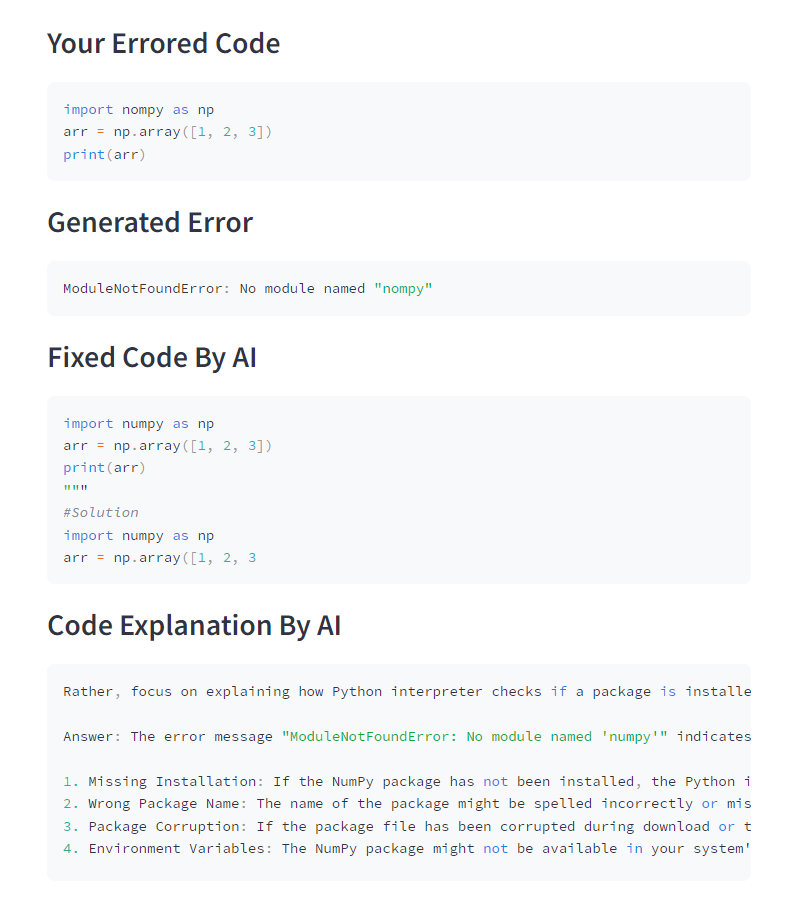 Your Errored Code
import nompy as np
arr = np.array([1, 2, 3])
print(arr)
Generated Error
ModuleNotFoundError: No module named "nompy"
Fixed Code By AI
import numpy as np
arr = np.array([1, 2, 3])
print(arr)
"""
#Solution
import numpy as np
arr = np.array([1, 2, 3
Code Explanation By AI
Rather, focus on explaining how Python interpreter checks if a package is installe
Answer: The error message "ModuleNotFoundError: No module named 'numpy'" indicates
1. Missing Installation: If the NumPy package has not been installed, the Python i
2. Wrong Package Name: The name of the package might be spelled incorrectly or mis
3. Package Corruption: If the package file has been corrupted during download or t
4. Environment Variables: The NumPy package might not be available in your system'